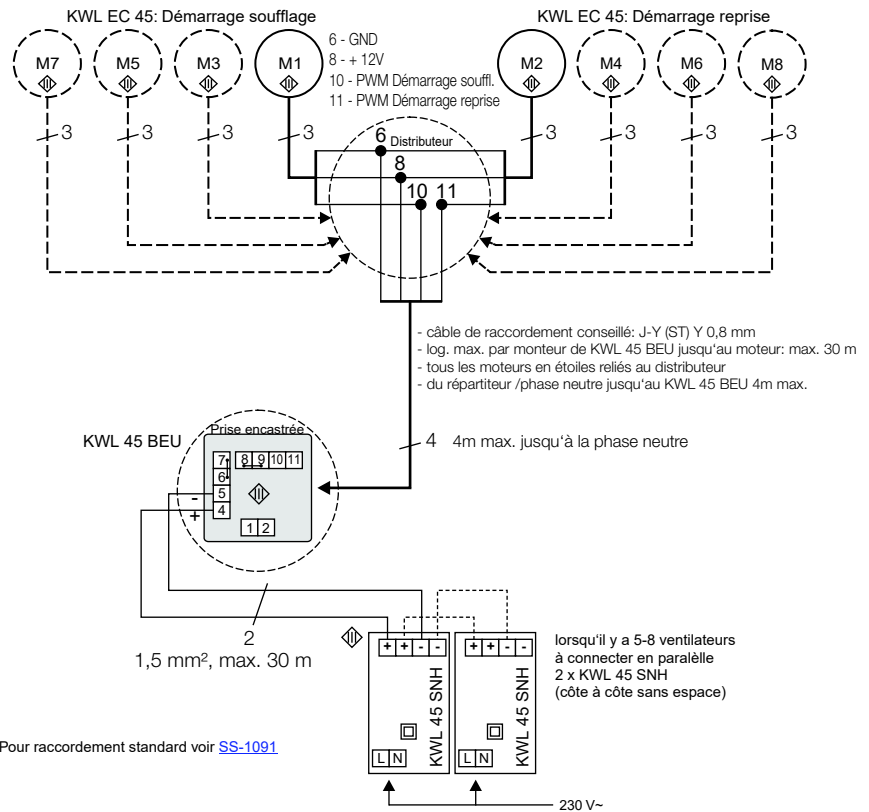 KWL EC 45: Démarrage soufflage
KWL EC 45: Démarrage reprise
M7
M5
M3
M1
6 - GND
8 - + 12V
10 - PWM Démarrage souffl.
11 - PWM Démarrage reprise
M2
M4
M6
M8
3
3
3
3
3
3
3
3
6
Distributeur
8
10 11
- câble de raccordement conseillé: J-Y (ST) Y 0,8 mm
- log. max. par monteur de KWL 45 BEU jusqu'au moteur: max. 30 m
- tous les moteurs en étoiles reliés au distributeur
- du répartiteur /phase neutre jusqu'au KWL 45 BEU 4m max.
4 4m max. jusqu'à la phase neutre
KWL 45 BEU
Prise encastrée
7 8 9 10 11
6
- 5
+ 4
1 2
2
1,5 mm², max. 30 m
+ + - -
+ + - -
KWL 45 SNH
KWL 45 SNH
L N
L N
lorsqu'il y a 5-8 ventilateurs
à connecter en paralèlle
2 x KWL 45 SNH
(côte à côte sans espace)
Pour raccordement standard voir SS-1091
230 V~